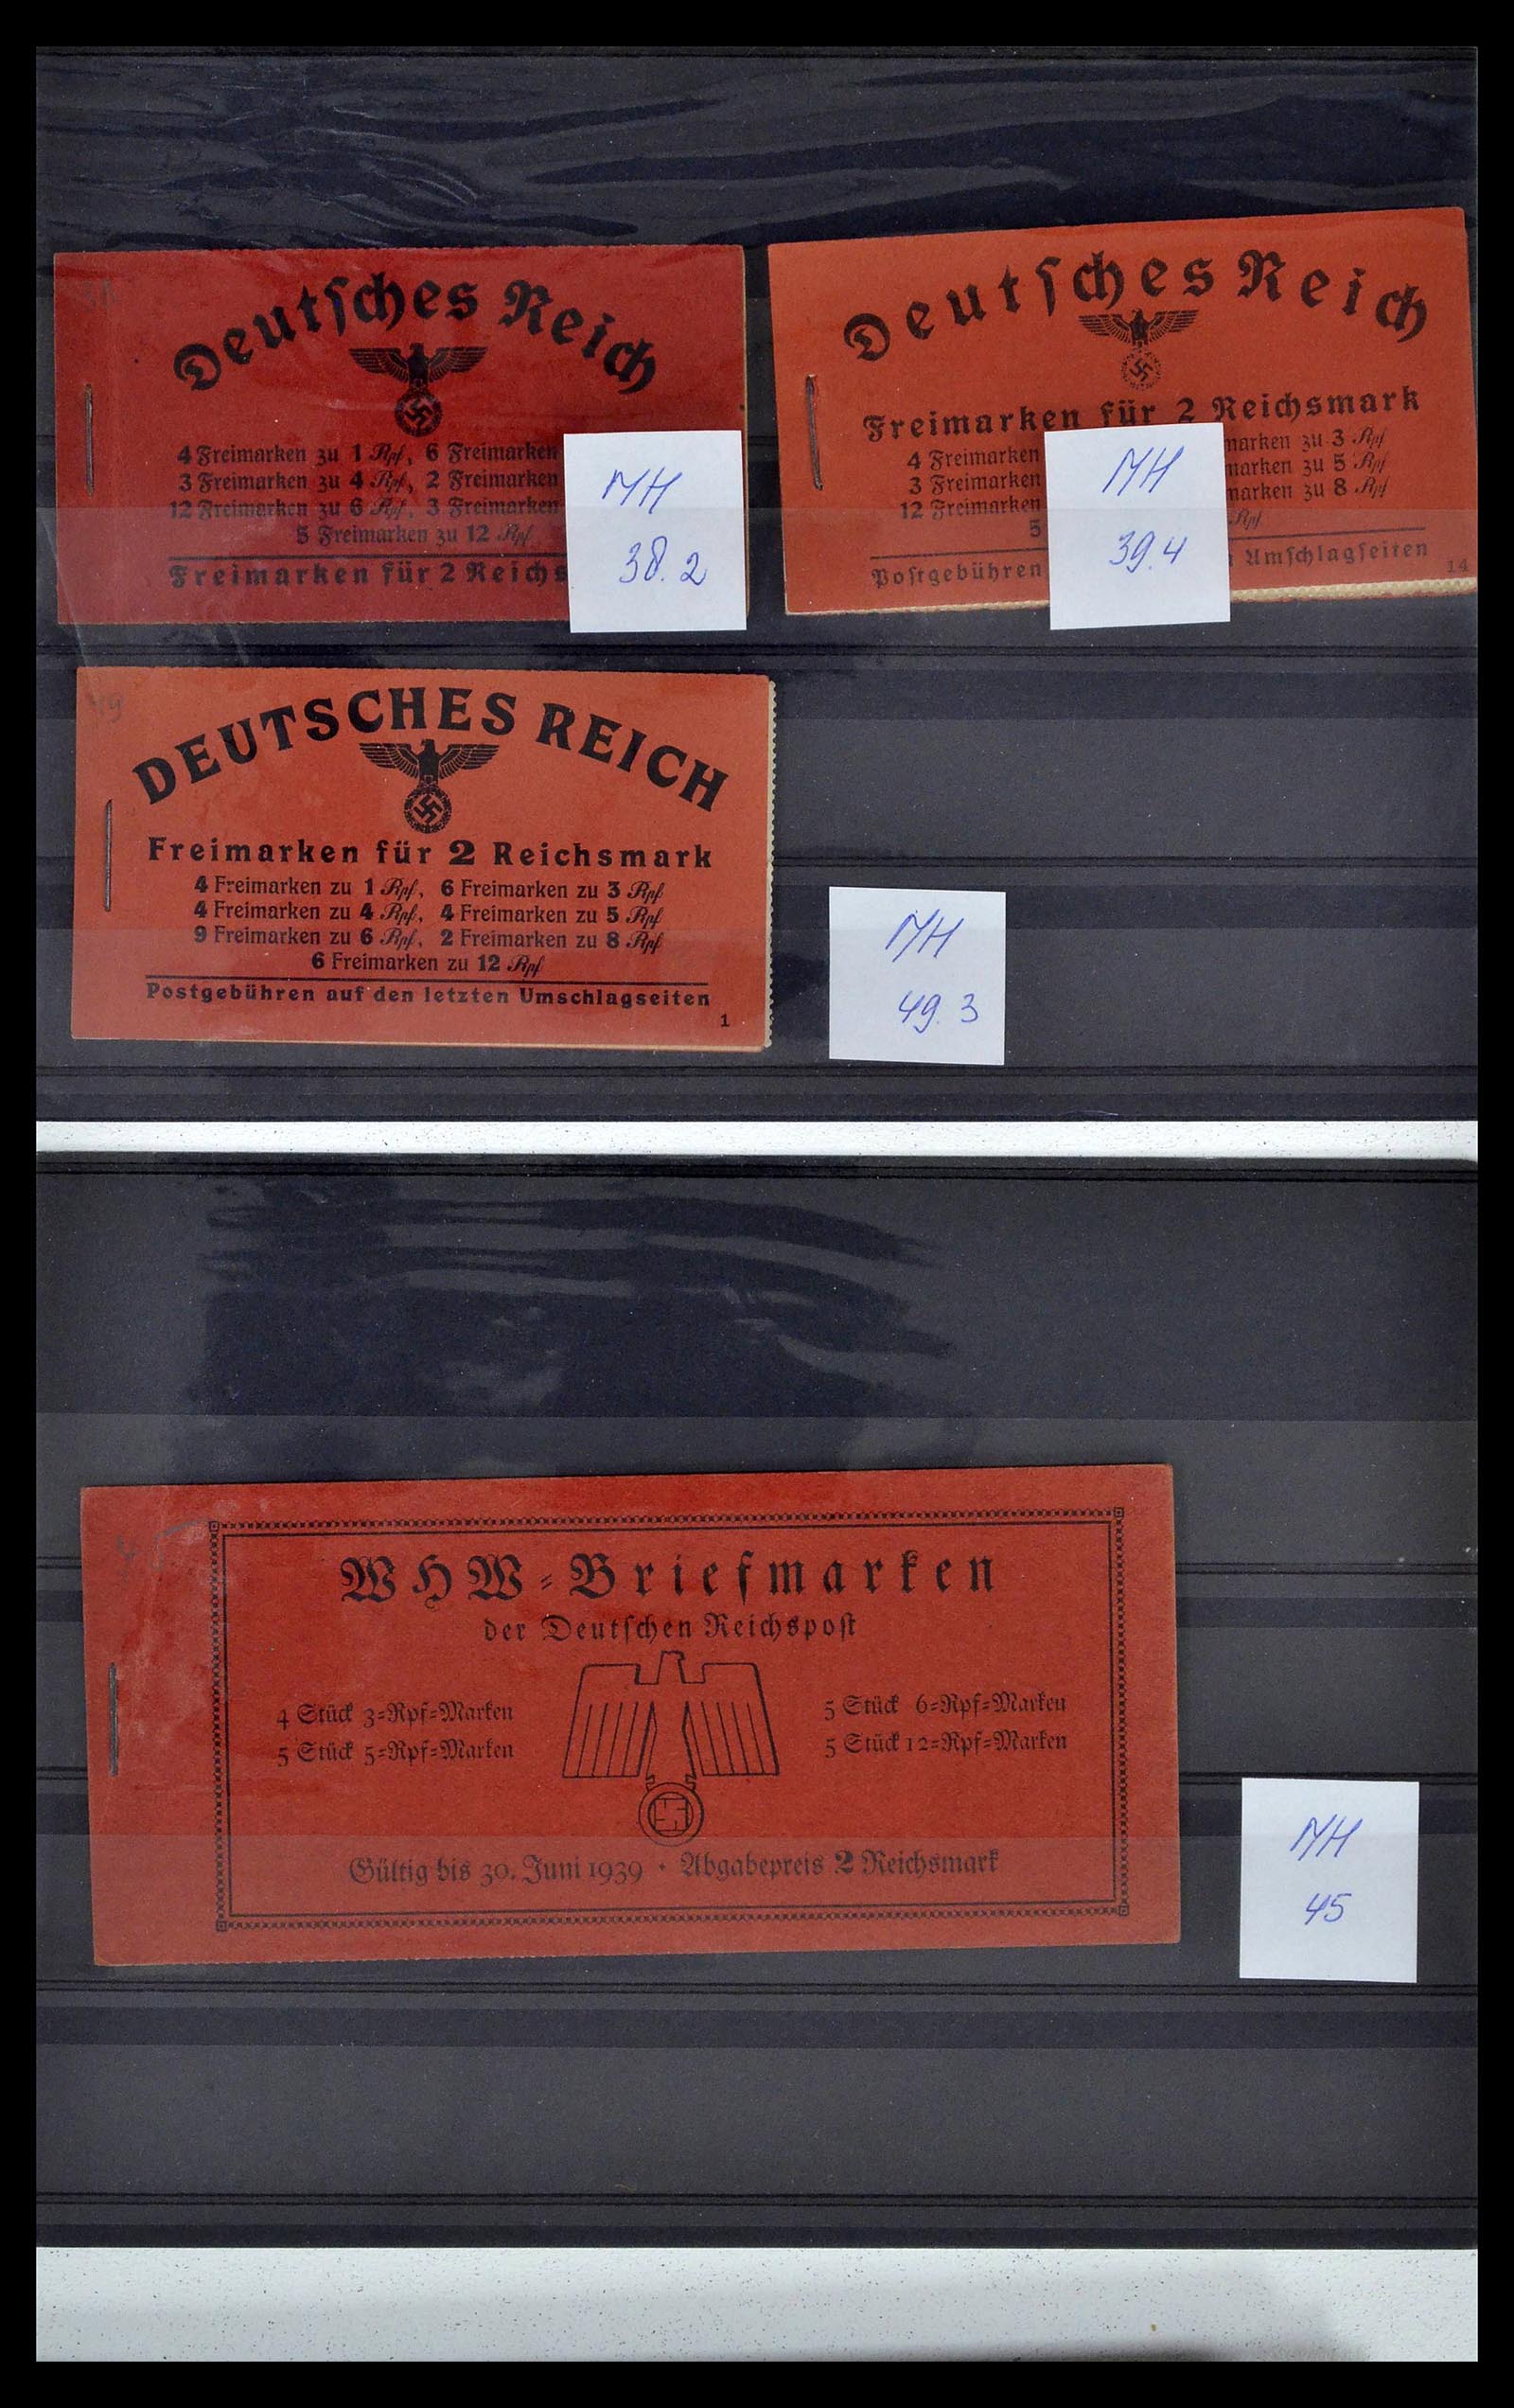 Deutsches Reich
4 Freimarken zu 1 Rpf, 6 Freimarken
3 Freimarken zu 4 Rpf, 2 Freimarken
12 Freimarken zu 6 Rpf, 3 Freimarken
5 Freimarken zu 12 Rpf
Freimarken für 2 Reichs
MH
38.2
Deutsches Reich
Freimarken für 2 Reichsmark
4 Freimarken marken zu 3 Rpf
3 Freimarken marken zu 5 Rpf
12 Freimarken marken zu 8 Rpf
5 Rpf
Postgebühren Umschlagseiten
14
MH
39.4
49
DEUTSCHES REICH
Freimarken für 2 Reichsmark
4 Freimarken zu 1 Rpf, 6 Freimarken zu 3 Rpf
4 Freimarken zu 4 Rpf, 4 Freimarken zu 5 Rpf
9 Freimarken zu 6 Rpf, 2 Freimarken zu 8 Rpf
6 Freimarken zu 12 Rpf
Postgebühren auf den letzten Umschlagseiten
1
MH
49.3
45
WHW=Briefmarken
der Deutschen Reichspost
4 Stück 3=Rpf=Marken
5 Stück 5=Rpf=Marken
5 Stück 6=Rpf=Marken
5 Stück 12=Rpf=Marken
Gültig bis 30. Juni 1939 · Abgabepreis 2 Reichsmark
MH
45